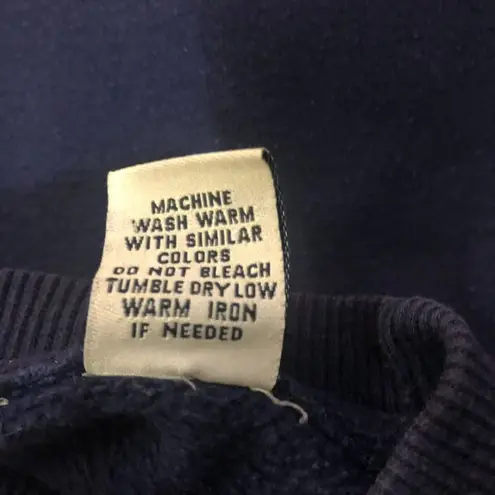 MACHINE
WASH WARM
WITH SIMILAR
COLORS
DO NOT BLEACH
TUMBLE DRY LOW
WARM IRON
IF NEEDED